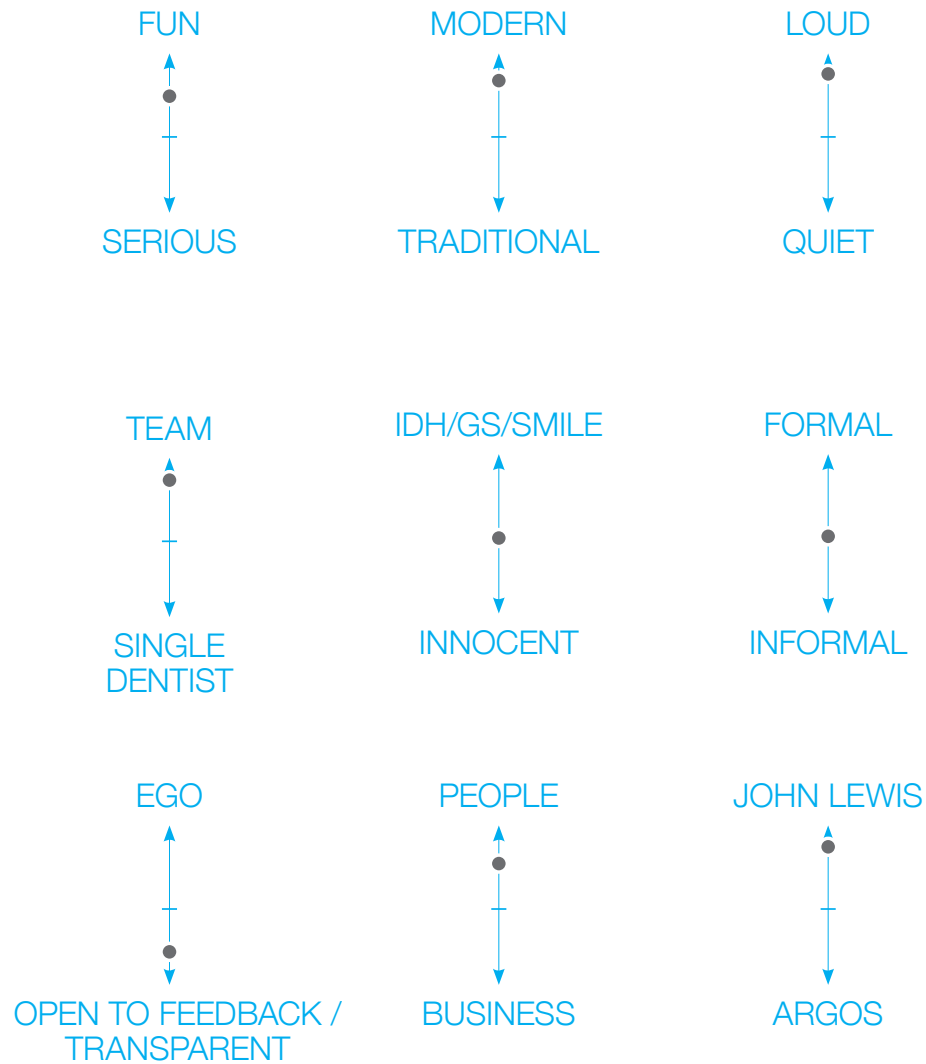 FUN
MODERN
LOUD
SERIOUS
TRADITIONAL
QUIET
TEAM
IDH/GS/SMILE
FORMAL
SINGLE
DENTIST
INNOCENT
INFORMAL
EGO
PEOPLE
JOHN LEWIS
OPEN TO FEEDBACK /
TRANSPARENT
BUSINESS
ARGOS